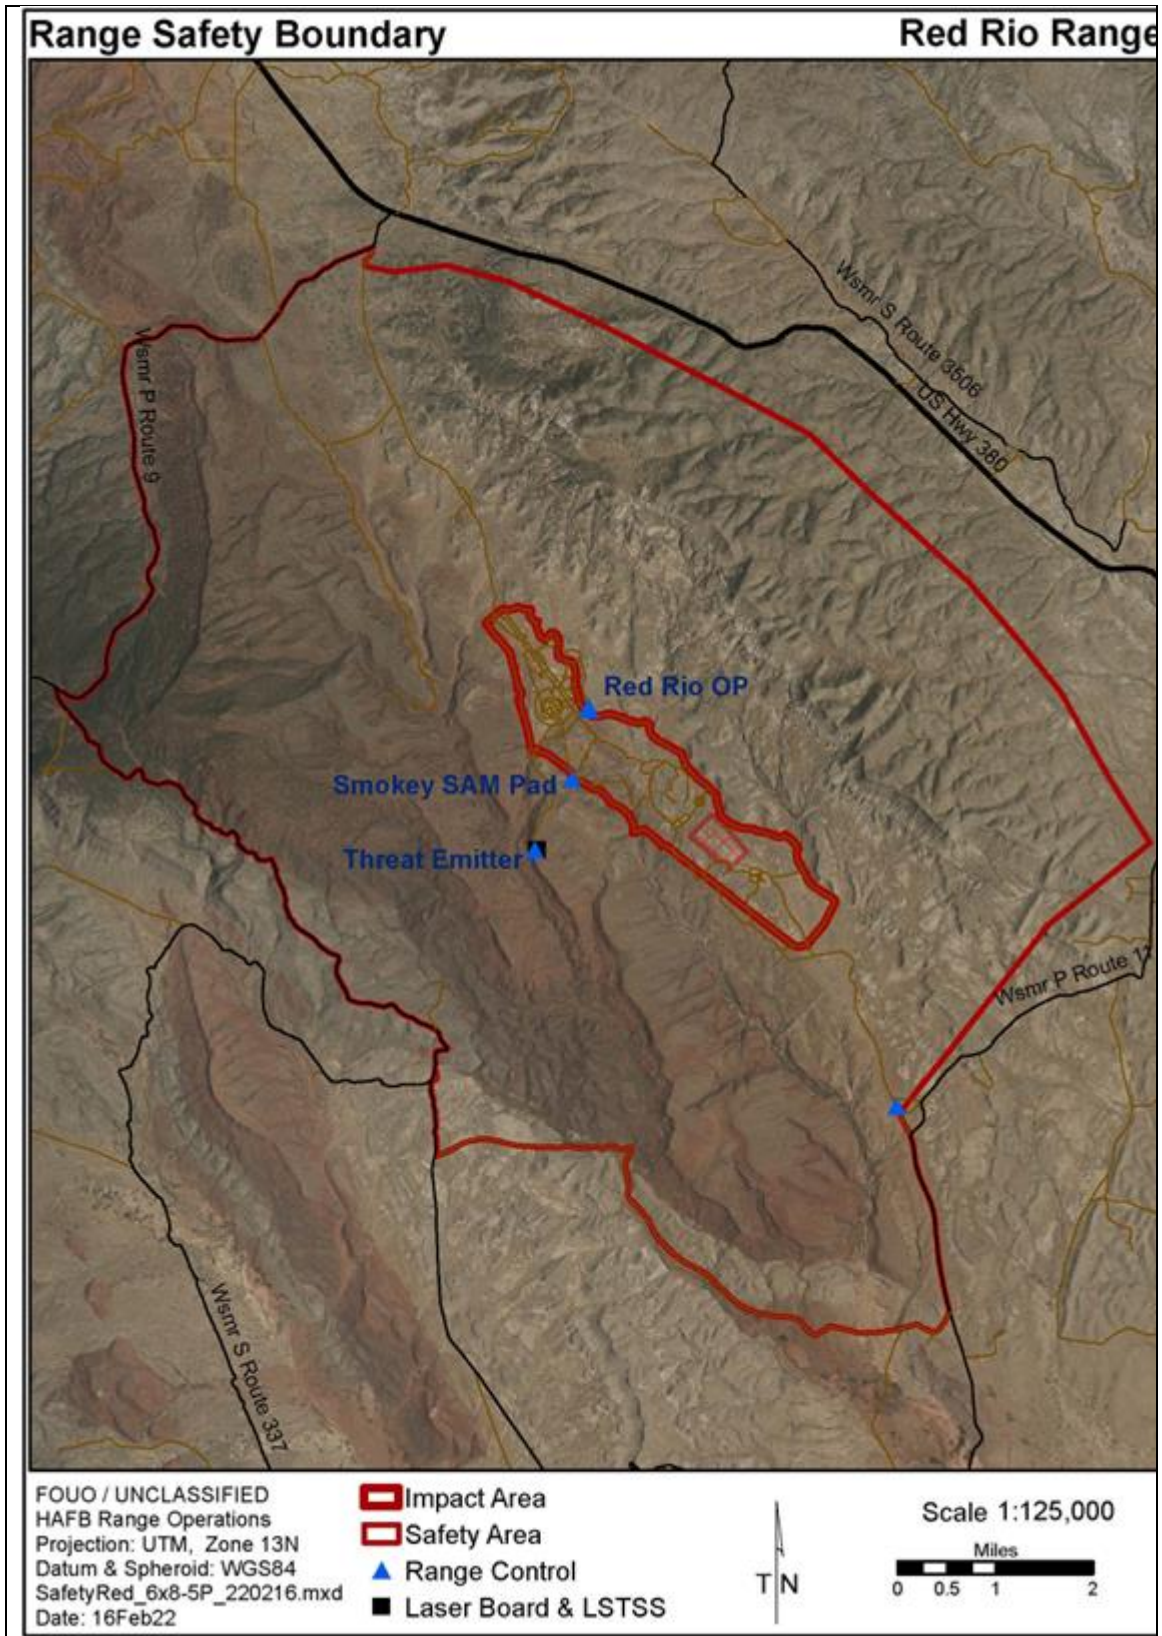 Range Safety Boundary
Red Rio Range
Wsmr S Route 3506
US Hwy 380
Wsmr P Route 9
Red Rio OP
Smokey SAM Pad
Threat Emitter
Wsmr P Route 11
Wsmr S Route 337
FOUO / UNCLASSIFIED
HAFB Range Operations
Projection: UTM, Zone 13N
Datum & Spheroid: WGS84
SafetyRed_6x8-5P_220216.mxd
Date: 16Feb22
Impact Area
Safety Area
Range Control
Laser Board & LSTSS
T N
Scale 1:125,000
Miles
0 0.5 1 2